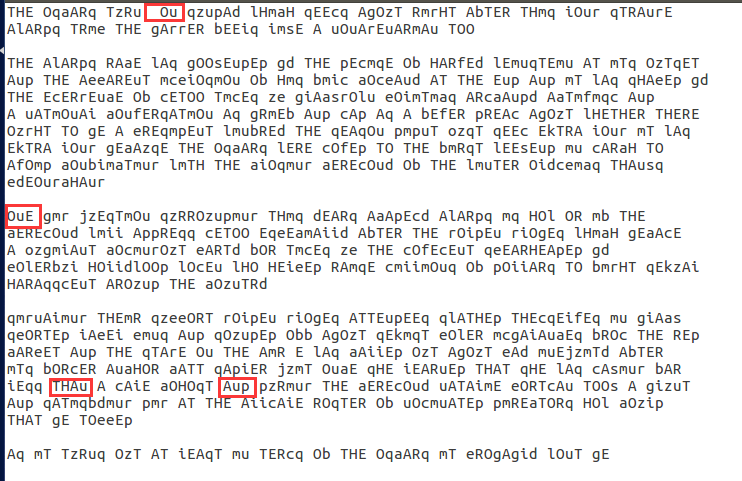 THE OqaARq TzRu  Ou qzupAd lHmaH qEEcq AgOzT RmrHT AbTER THmq iOur qTRAurE
AlARpq TRme THE gArrER bEEiq imsE A uOuArEuARmAu TOO
THE AlARpq RAaE lAq gOOsEupEp gd THE pEcmqE Ob HARfEd lEmuqTEmu AT mTq OzTqET
Aup THE AeeAREuT mceiOqmOu Ob Hmq bmic aOceAud AT THE Eup Aup mT lAq qHAeEp gd
THE EcERrEuaE Ob cETOO TmcEq ze giAasrOlu eOimTmaq ARcaAupd AaTmfmqc Aup
A uATmOuAi aOufERqATmOu Aq gRmEb Aup cAp Aq A bEfER pREAc AgOzT lHETHER THERE
OzrHT TO gE A eREqmpEuT lmubREd THE qEAqOu pmpuT ozqT qEEc EkTRA iOur mT lAq
EkTRA iOur gEaAzqE THE OqaARq lERE cOfEp TO THE bmRqT lEEsEup mu cARaH TO
AfOmp aOubimaTmur lmTH THE aiOqmur aEREcOud Ob THE lmuTER Oidcemaq THAusq
edEOuraHAur
OuE gmr jzEqTmOu qzRROzupmur THmq dEARq AaApEcd AlARpq mq HOl OR mb THE
aEREcOud lmii AppREqq cETOO EqeEamAiid AbTER THE rOipEu riOgEq lHmaH gEaAcE
A ozgmiAuT aOcmurOzT eARTd bOR TmcEq ze THE cOfEcEuT qeEARHEApEp gd
eOlERbzi HOiidlOOp lOcEu lHO HEieEp RAmqE cmiimOuq Ob pOiiARq TO bmrHT qEkzAi
HARAqqcEuT AROzup THE aOzuTRd
qmruAimur THEmR qzeeORT rOipEu riOgEq ATTEupEEq qlATHEp THEcqEifEq mu giAas
qeORTEp iAeEi emuq Aup qOzupEp Obb AgOzT qEkmqT eOlER mcgAiAuaEq bROc THE REp
aAReET Aup THE qTArE Ou THE AmR E lAq aAiiEp OzT AgOzT eAd muEjzmTd AbTER
mTq bORcER AuaHOR aATT qApiER jzmT OuaE qHE iEARuEp THAT qHE lAq cAsmur bAR
iEqq THAu A cAiE aOHOqT Aup pzRmur THE aEREcOud uATAimE eORTcAu TOOs A gizuT
Aup qATmqbdmur pmr AT THE AiicAiE ROqTER Ob uOcmuATEp pmREaTORq HOl aOzip
THAT gE TOeeEp
Aq mT TzRuq OzT AT iEAqT mu TERcq Ob THE OqaARq mT eROgAgid lOuT gE